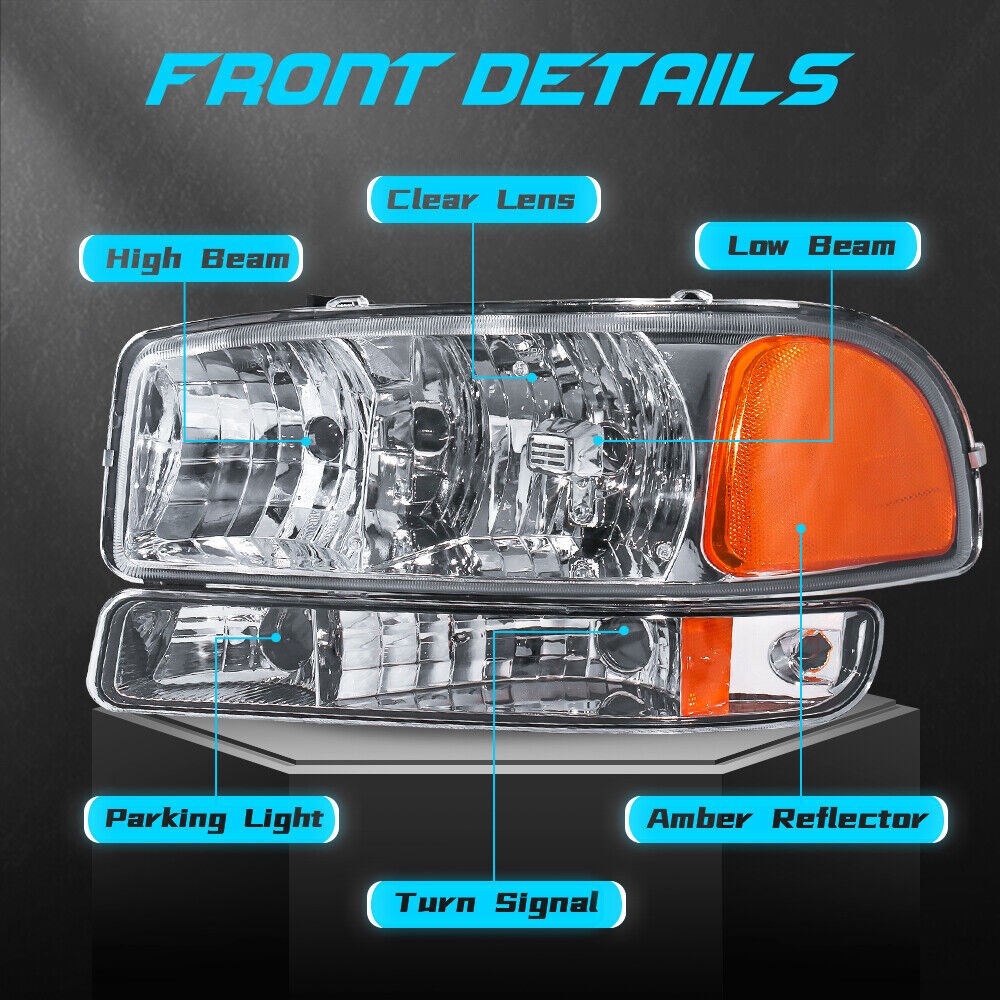 FRONT DETAILS
Clear Lens
High Beam
Low Beam
Parking Light
Amber Reflector
Turn Signal